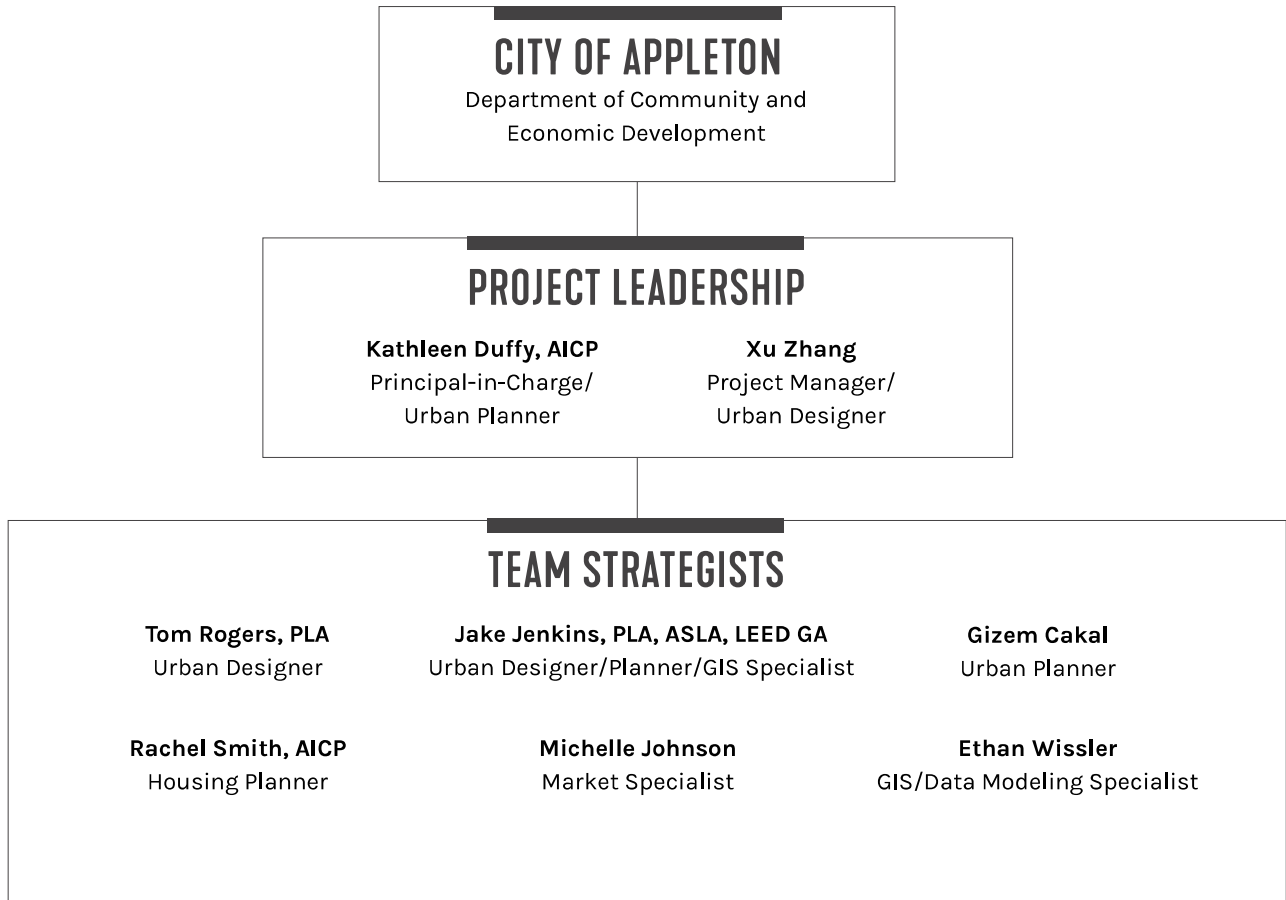 CITY OF APPLETON
Department of Community and
Economic Development
PROJECT LEADERSHIP
Kathleen Duffy, AICP
Principal-in-Charge/
Urban Planner
Xu Zhang
Project Manager/
Urban Designer
TEAM STRATEGISTS
Tom Rogers, PLA
Urban Designer
Jake Jenkins, PLA, ASLA, LEED GA
Urban Designer/Planner/GIS Specialist
Gizem Cakal
Urban Planner
Rachel Smith, AICP
Housing Planner
Michelle Johnson
Market Specialist
Ethan Wissler
GIS/Data Modeling Specialist